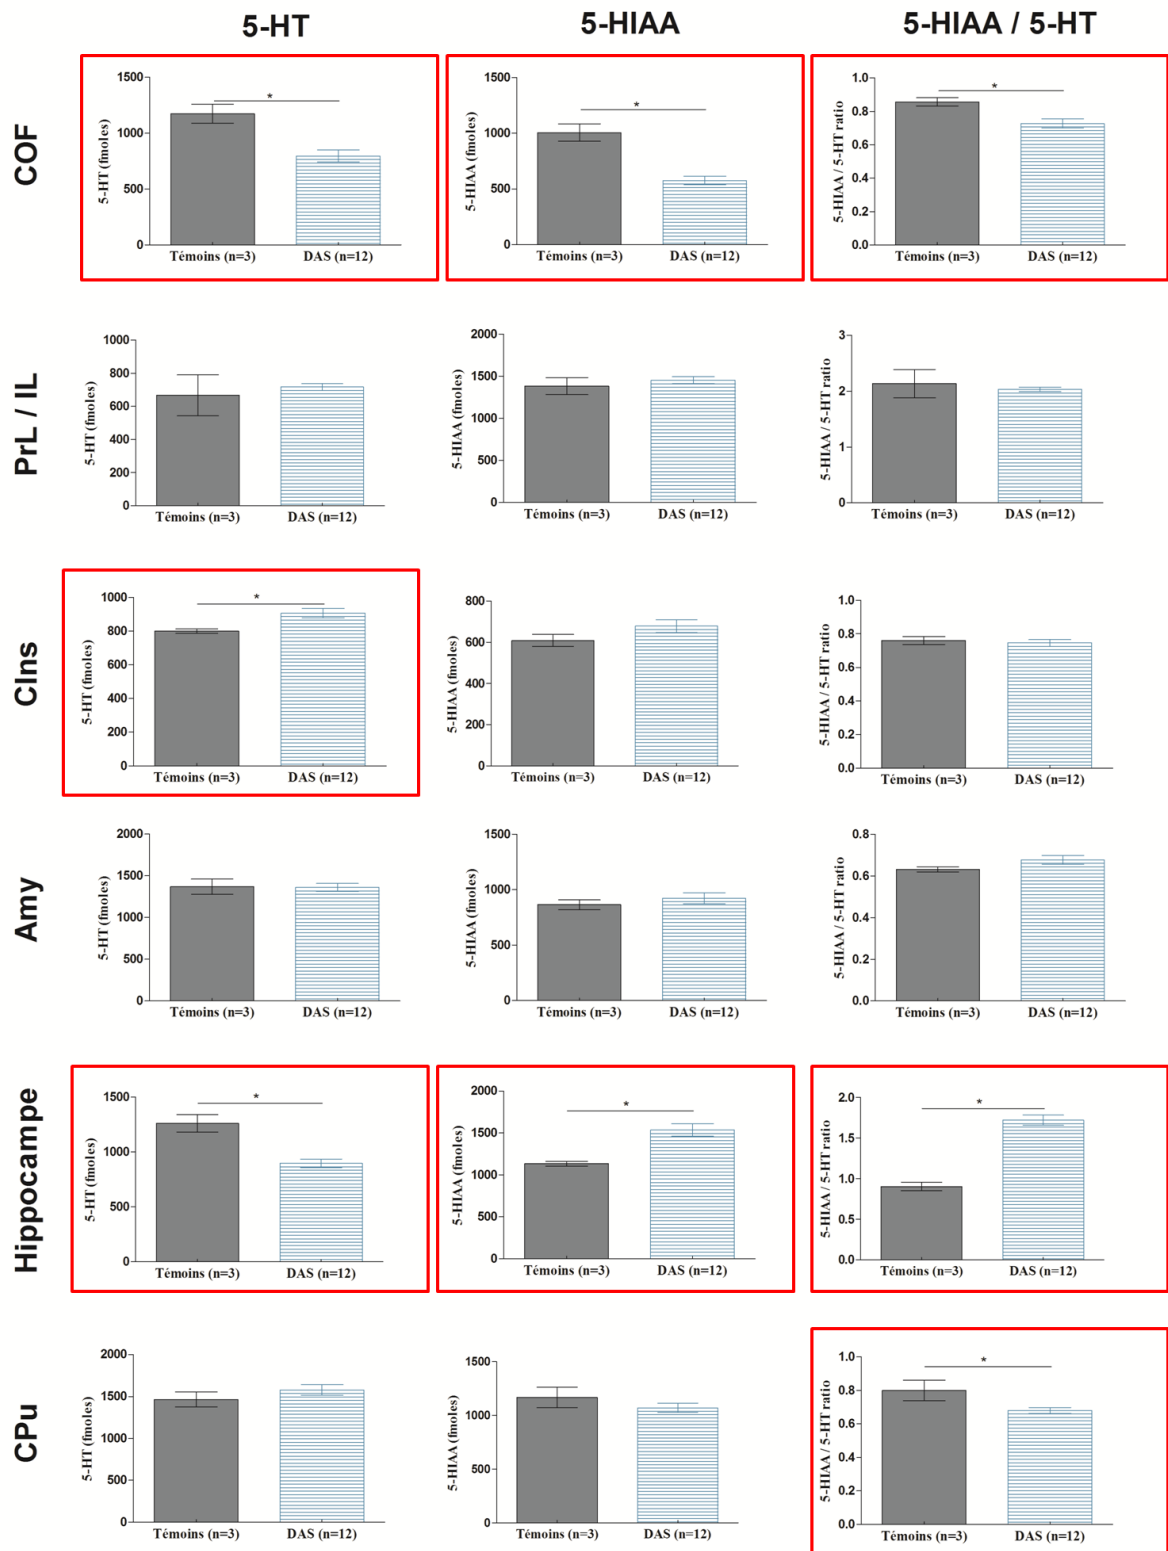 5-HT 5-HIAA 5-HIAA / 5-HT
COF
5-HT (fmoles)
1500
*
1000
500
0
Témoins (n=3) DAS (n=12)
5-HIAA (fmoles)
1500
*
1000
500
0
Témoins (n=3) DAS (n=12)
5-HIAA / 5-HT ratio
1.0
*
0.8
0.6
0.4
0.2
0.0
Témoins (n=3) DAS (n=12)
PrL / IL
5-HT (fmoles)
1000
800
600
400
200
0
Témoins (n=3) DAS (n=12)
5-HIAA (fmoles)
2000
1500
1000
500
0
Témoins (n=3) DAS (n=12)
5-HIAA / 5-HT ratio
3
2
1
0
Témoins (n=3) DAS (n=12)
CIns
5-HT (fmoles)
1000
*
800
600
400
200
0
Témoins (n=3) DAS (n=12)
5-HIAA (fmoles)
800
600
400
200
0
Témoins (n=3) DAS (n=12)
5-HIAA / 5-HT ratio
1.0
0.8
0.6
0.4
0.2
0.0
Témoins (n=3) DAS (n=12)
Amy
5-HT (fmoles)
2000
1500
1000
500
0
Témoins (n=3) DAS (n=12)
5-HIAA (fmoles)
1500
1000
500
0
Témoins (n=3) DAS (n=12)
5-HIAA / 5-HT ratio
0.8
0.6
0.4
0.2
0.0
Témoins (n=3) DAS (n=12)
Hippocampe
5-HT (fmoles)
1500
*
1000
500
0
Témoins (n=3) DAS (n=12)
5-HIAA (fmoles)
2000
*
1500
1000
500
0
Témoins (n=3) DAS (n=12)
5-HIAA / 5-HT ratio
2.0
*
1.5
1.0
0.5
0.0
Témoins (n=3) DAS (n=12)
CPu
5-HT (fmoles)
2000
1500
1000
500
0
Témoins (n=3) DAS (n=12)
5-HIAA (fmoles)
1500
1000
500
0
Témoins (n=3) DAS (n=12)
5-HIAA / 5-HT ratio
1.0
*
0.8
0.6
0.4
0.2
0.0
Témoins (n=3) DAS (n=12)